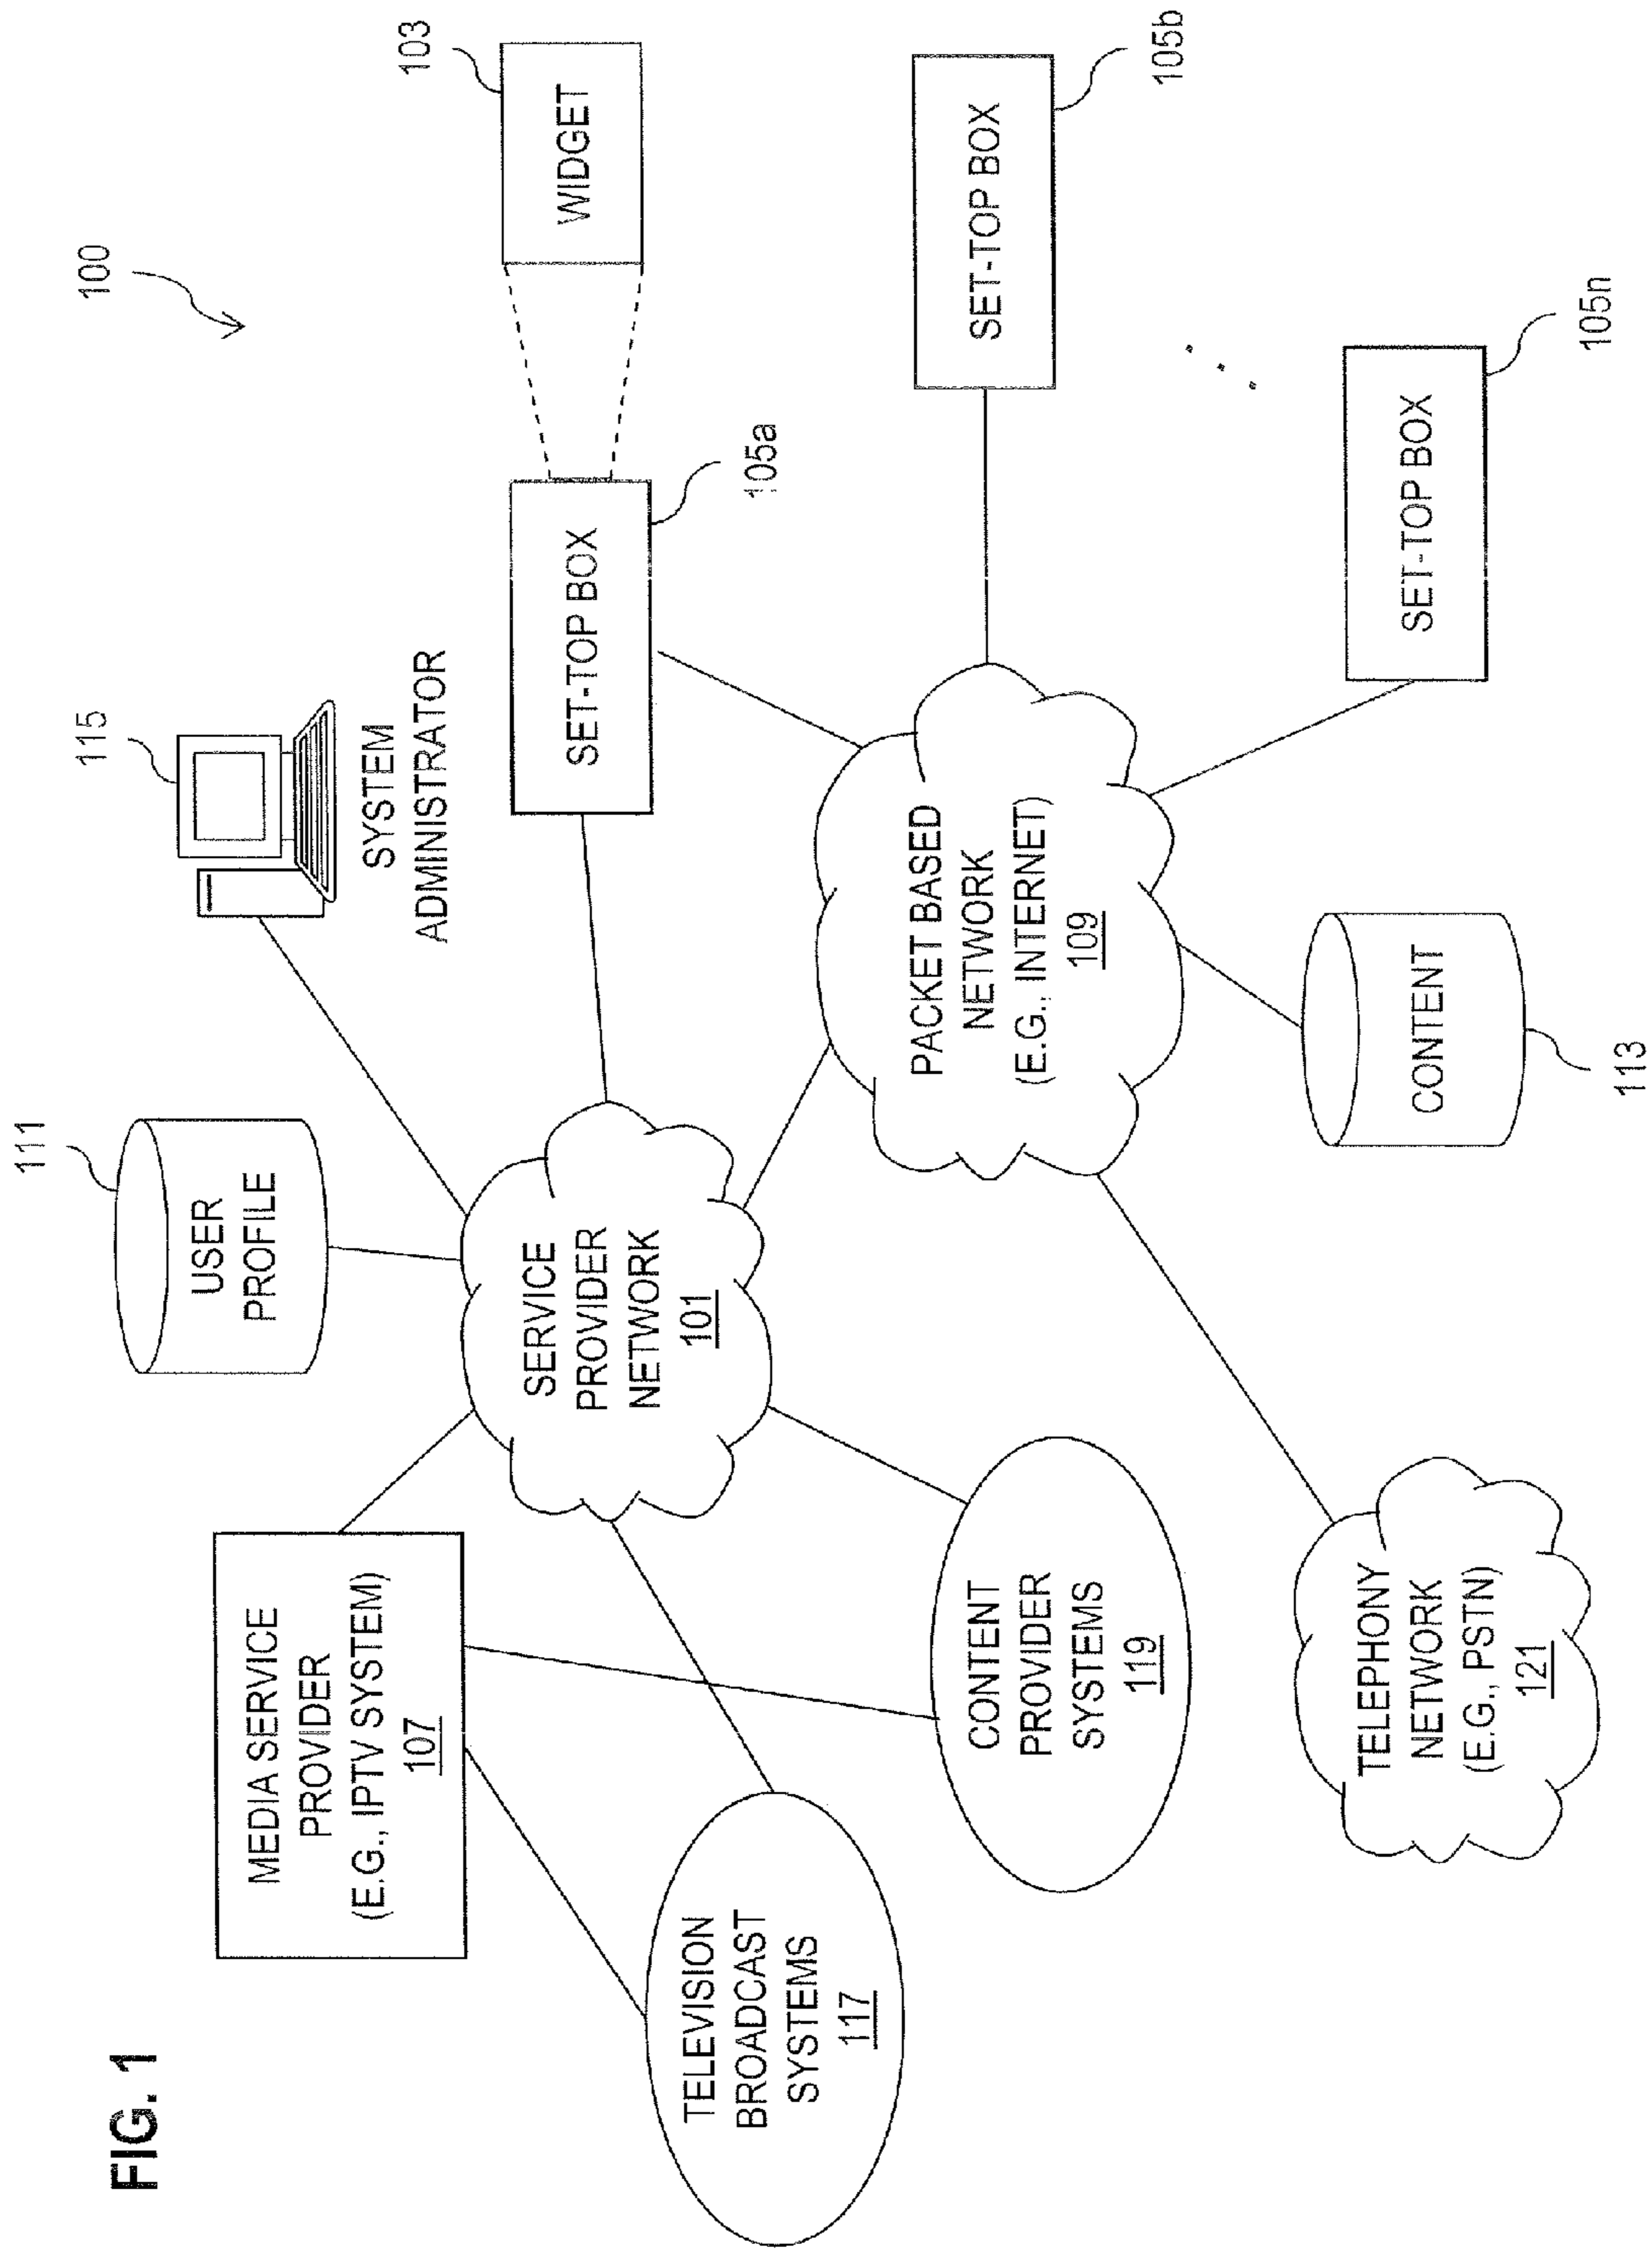 FIG. 1
100
111
USER
PROFILE
115
SYSTEM
ADMINISTRATOR
103
WIDGET
MEDIA SERVICE
PROVIDER
(E.G., IPTV SYSTEM)
107
SERVICE
PROVIDER
NETWORK
101
SET-TOP BOX
105a
TELEVISION
BROADCAST
SYSTEMS
117
CONTENT
PROVIDER
SYSTEMS
119
PACKET BASED
NETWORK
(E.G., INTERNET)
109
SET-TOP BOX
105b
TELEPHONY
NETWORK
(E.G., PSTN)
121
CONTENT
113
SET-TOP BOX
105n